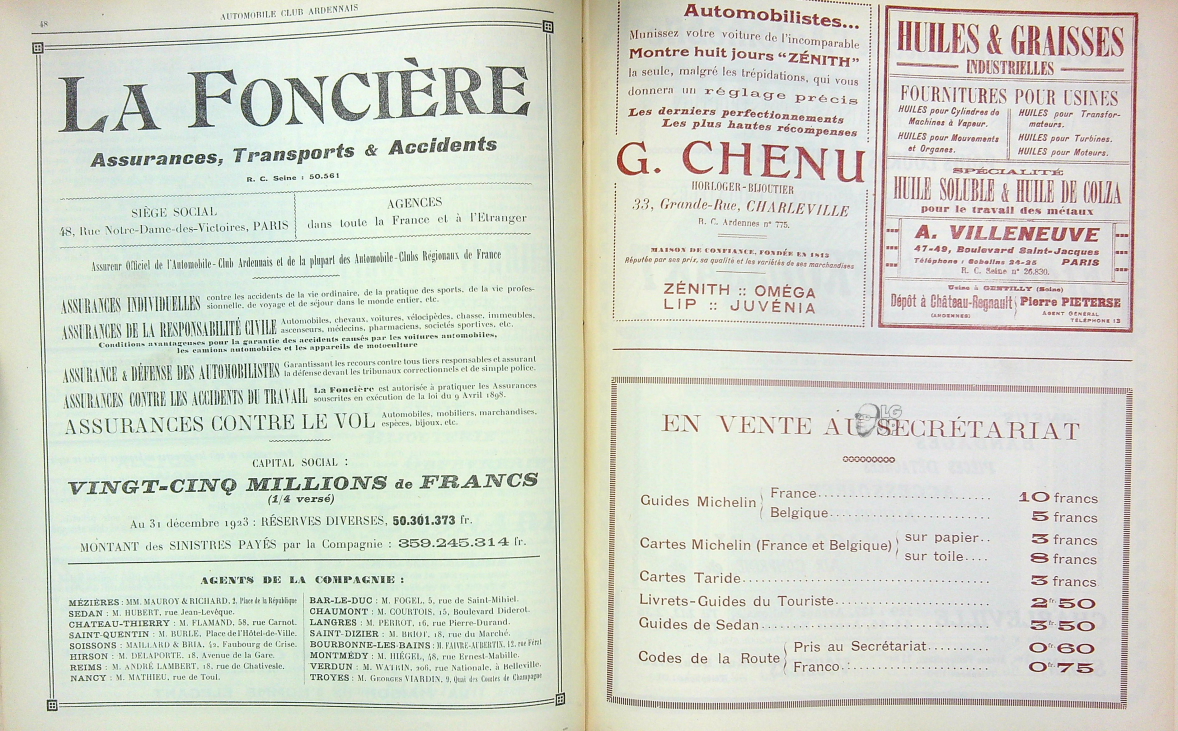 48
AUTOMOBILE CLUB ARDENNAIS
LA FONCIÈRE
Assurances, Transports & Accidents
R. C. Seine : 50.561
SIÈGE SOCIAL
48, Rue Notre-Dame-des-Victoires, PARIS
AGENCES
dans toute la France et à l'Etranger
Assureur Officiel de l'Automobile-Club Ardennais et de la plupart des Automobile-Clubs Régionaux de France
ASSURANCES INDIVIDUELLES contre les accidents de la vie ordinaire, de la pratique des sports, de la vie profes-
sionnelle, de voyage et de séjour dans le monde entier, etc.
ASSURANCES DE LA RESPONSABILITÉ CIVILE Automobiles, chevaux, voitures, vélocipèdes, chasse, immeubles,
ascenseurs, médecins, pharmaciens, sociétés sportives, etc.
Conditions avantageuses pour la garantie des accidents causés par les voitures automobiles,
les camions automobiles et les appareils de motoculture
ASSURANCE & DÉFENSE DES AUTOMOBILISTES Garantissant les recours contre tous tiers responsables et assurant
la défense devant les tribunaux correctionnels et de simple police.
ASSURANCES CONTRE LES ACCIDENTS DU TRAVAIL La Foncière est autorisée à pratiquer les Assurances
souscrites en exécution de la loi du 9 Avril 1898.
ASSURANCES CONTRE LE VOL Automobiles, mobiliers, marchandises,
espèces, bijoux, etc.
CAPITAL SOCIAL :
VINGT-CINQ MILLIONS de FRANCS
(1/4 versé)
Au 31 décembre 1923 : RÉSERVES DIVERSES, 50.301.373 fr.
MONTANT des SINISTRES PAYÉS par la Compagnie : 359.245.314 fr.
AGENTS DE LA COMPAGNIE :
MÉZIÈRES : MM. MAUROY & RICHARD, 2, Place de la République
SEDAN : M. HUBERT, rue Jean-Levêque.
CHATEAU-THIERRY : M. FLAMAND, 58, rue Carnot.
SAINT-QUENTIN : M. BURLE, Place de l'Hôtel-de-Ville.
SOISSONS : MAILLARD & BRIA, 42, Faubourg de Crise.
HIRSON : M. DELAPORTE, 18, Avenue de la Gare.
REIMS : M. ANDRÉ LAMBERT, 18, rue de Chativesle.
NANCY : M. MATHIEU, rue de Toul.
BAR-LE-DUC : M. FOGEL, 5, rue de Saint-Mihiel.
CHAUMONT : M. COURTOIS, 15, Boulevard Diderot.
LANGRES : M. PERROT, 16, rue Pierre-Durand.
SAINT-DIZIER : M. BRIOT, 18, rue du Marché.
BOURBONNE-LES-BAINS : M. FAIVRE-AUBERTIN, 12, rue Férel
MONTMÉDY : M. HIÉGEL, 48, rue Ernest-Mabille.
VERDUN : M. WATRIN, 206, rue Nationale, à Belleville.
TROYES : M. GEORGES VIARDIN, 9, Quai des Comtes de Champagne
Automobilistes...
Munissez votre voiture de l'incomparable
Montre huit jours "ZÉNITH"
la seule, malgré les trépidations, qui vous
donnera un réglage précis
Les derniers perfectionnements
Les plus hautes récompenses
G. CHENU
HORLOGER-BIJOUTIER
33, Grande-Rue, CHARLEVILLE
R. C. Ardennes n° 775.
MAISON DE CONFIANCE, FONDÉE EN 1815
Réputée par ses prix, sa qualité et les variétés de ses marchandises
ZÉNITH :: OMÉGA
LIP :: JUVÉNIA
HUILES & GRAISSES
INDUSTRIELLES
FOURNITURES POUR USINES
HUILES pour Cylindres de
Machines à Vapeur.
HUILES pour Mouvements
et Organes.
HUILES pour Transfor-
mateurs.
HUILES pour Turbines.
HUILES pour Moteurs.
SPÉCIALITÉ
HUILE SOLUBLE & HUILE DE COLZA
pour le travail des métaux
A. VILLENEUVE
47-49, Boulevard Saint-Jacques
Téléphone : Gobelins 24-25 PARIS
R. C. Seine n° 26.830.
Usine à GENTILLY (Seine)
Dépôt à Château-Regnault
(ARDENNES)
Pierre PIETERSE
AGENT GÉNÉRAL
TÉLÉPHONE 13
EN VENTE AU SECRÉTARIAT
Guides Michelin France 10 francs
Belgique 5 francs
Cartes Michelin (France et Belgique) sur papier.. 3 francs
sur toile.... 8 francs
Cartes Taride 3 francs
Livrets-Guides du Touriste 2 fr. 50
Guides de Sedan 3 fr. 50
Codes de la Route Pris au Secrétariat. 0 fr. 60
Franco.: 0 fr. 75